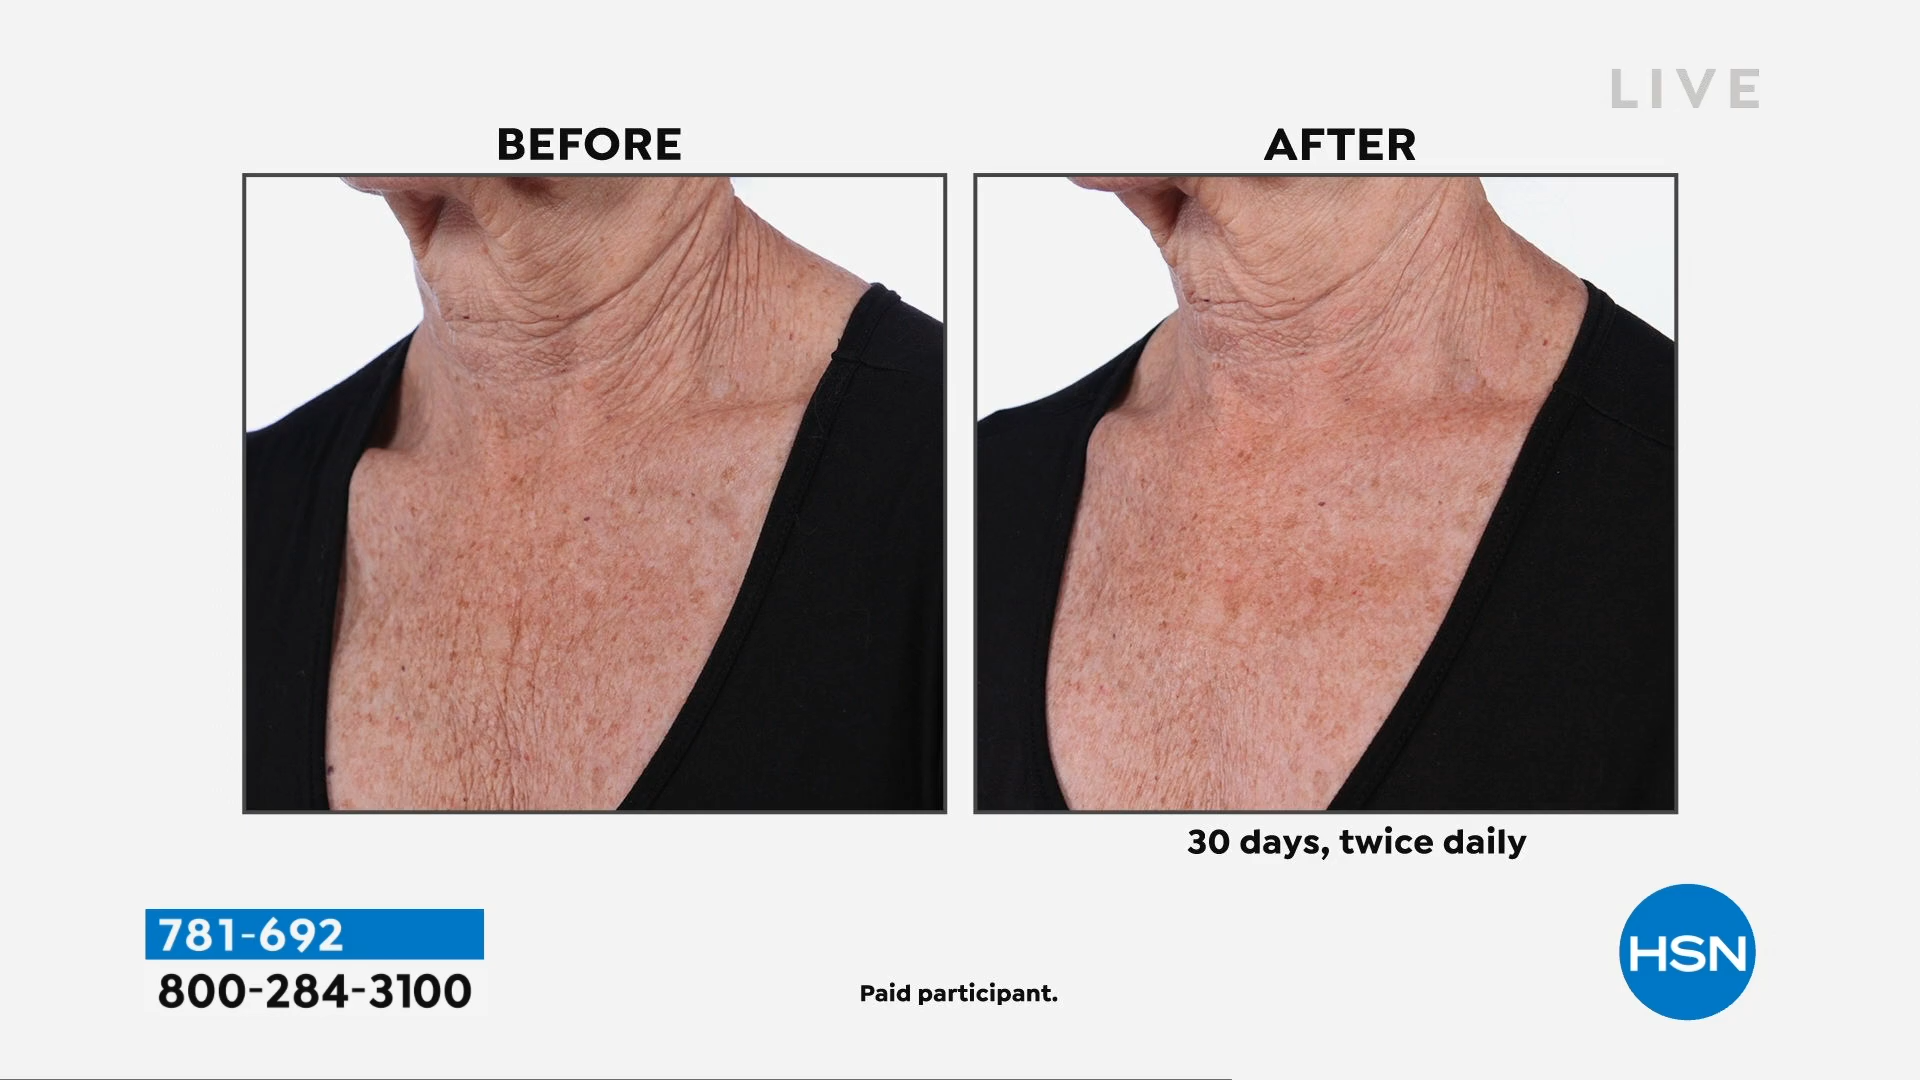 LIVE
BEFORE
AFTER
30 days, twice daily
781-692
800-284-3100
Paid participant.
HSN